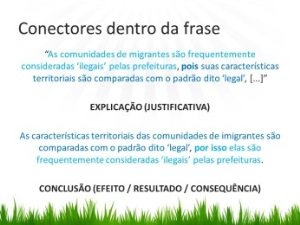 Conectores dentro da frase
“As comunidades de migrantes são frequentemente
consideradas ‘ilegais’ pelas prefeituras, pois suas características
territoriais são comparadas com o padrão dito ‘legal’, [...]”
EXPLICAÇÃO (JUSTIFICATIVA)
As características territoriais das comunidades de imigrantes são
comparadas com o padrão dito ‘legal’, por isso elas são
frequentemente consideradas ‘ilegais’ pelas prefeituras.
CONCLUSÃO (EFEITO / RESULTADO / CONSEQUÊNCIA)